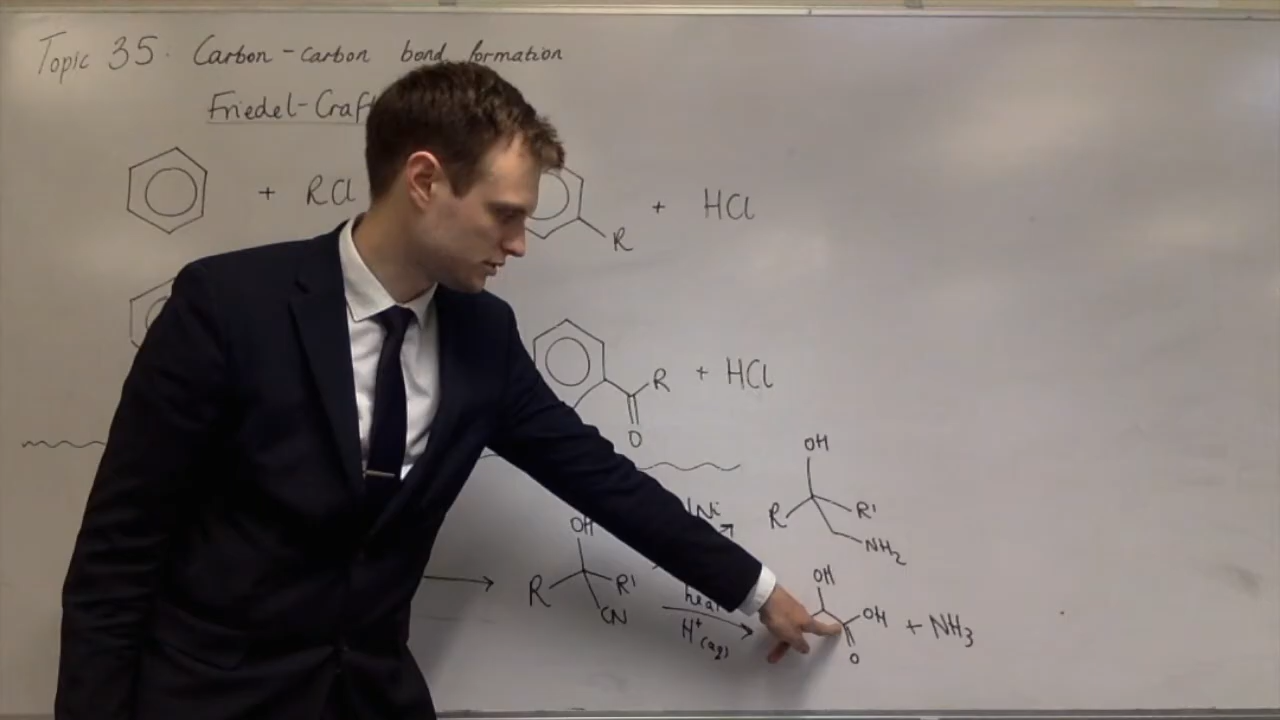 Topic 35. Carbon-carbon bond formation
Friedel-Craft
+ RCl
R
+ HCl
R
O
+ HCl
OH
R
R'
NH2
OH
R
R'
CN
heat
H+(aq)
OH
OH
O
+ NH3